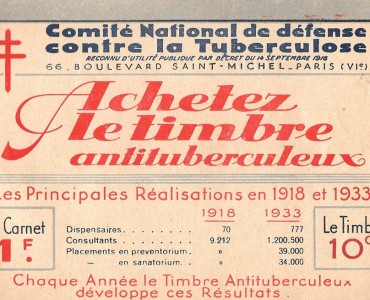 Comité National de défense
contre la Tuberculose
RECONNU D'UTILITÉ PUBLIQUE PAR DÉCRET DU 14 SEPTEMBRE 1918
66. BOULEVARD SAINT-MICHEL_PARIS (VIe)
Achetez
le timbre
antituberculeux
Les Principales Réalisations en 1918 et 1933
Carnet
1F.
1918 1933
Dispensaires . . . . . 70 777
Consultants . . . . . 9.212 1.200.500
Placements en preventorium. » 39.000
— en sanatorium. . » 34.000
Le Timb
10c
Chaque Année le Timbre Antituberculeux
développe ces Résultats.